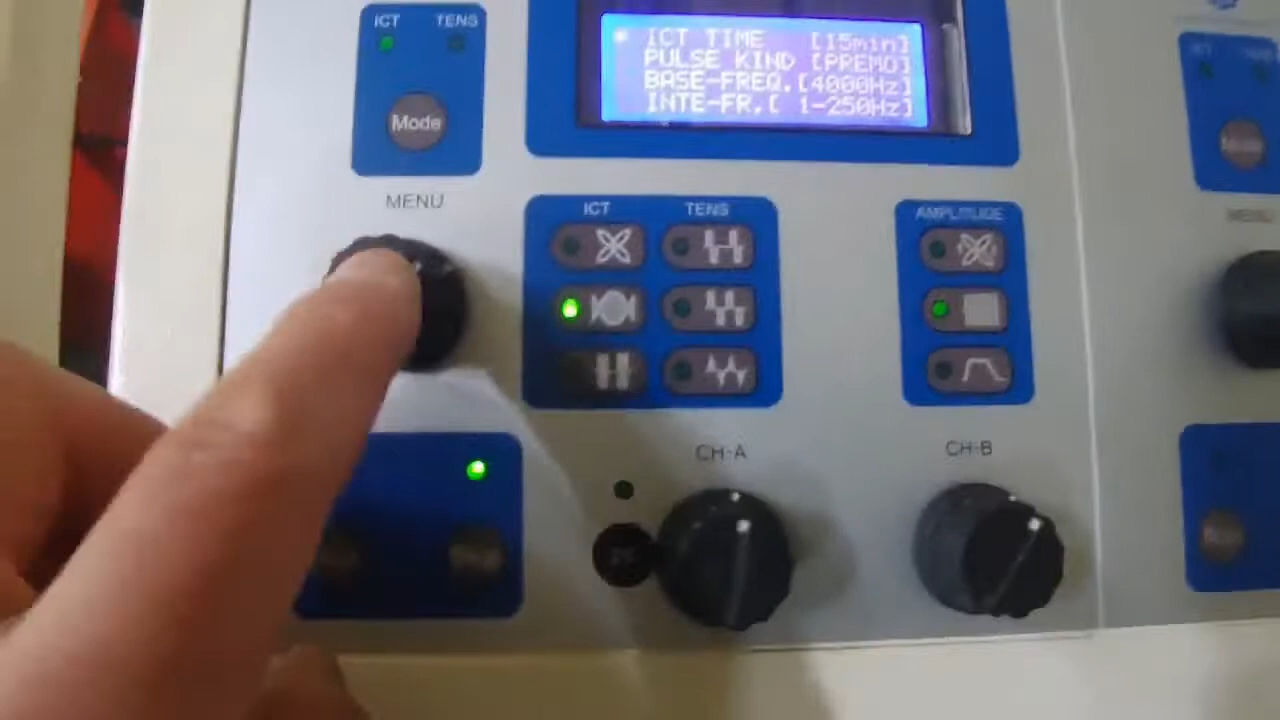 ICT TENS
Mode
MENU
ICT TIME [15min]
PULSE KIND [PREMO]
BASE-FREQ.[4000Hz]
INTE-FR.[ 1-250Hz]
ICT TENS
AMPLITUDE
CH-A
CH-B